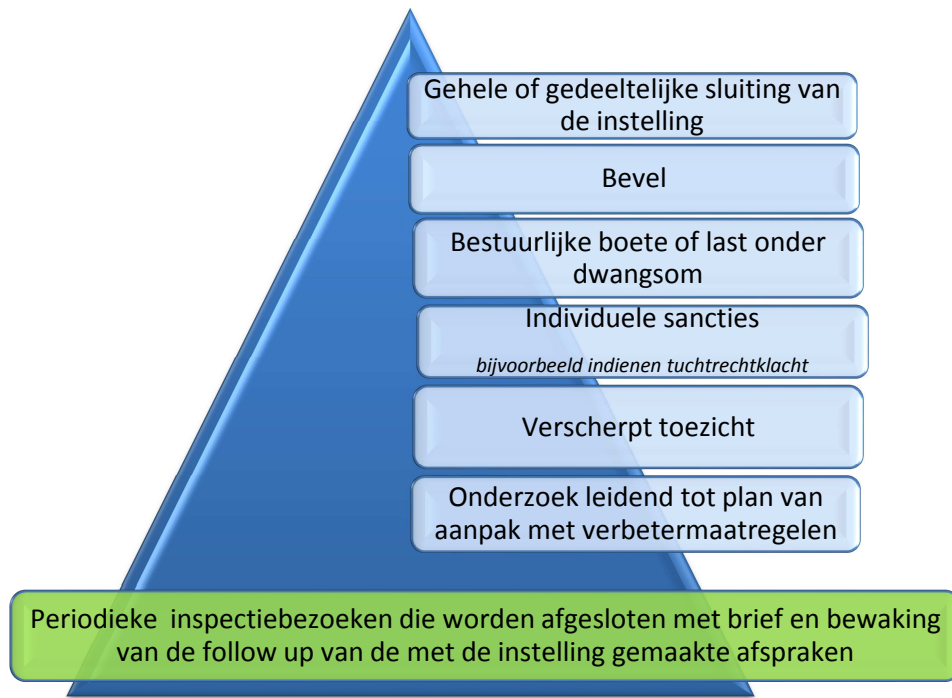 Gehele of gedeeltelijke sluiting van
de instelling
Bevel
Bestuurlijke boete of last onder
dwangsom
Individuele sancties
bijvoorbeeld indienen tuchtrechtklacht
Verscherpt toezicht
Onderzoek leidend tot plan van
aanpak met verbetermaatregelen
Periodieke inspectiebezoeken die worden afgesloten met brief en bewaking
van de follow up van de met de instelling gemaakte afspraken